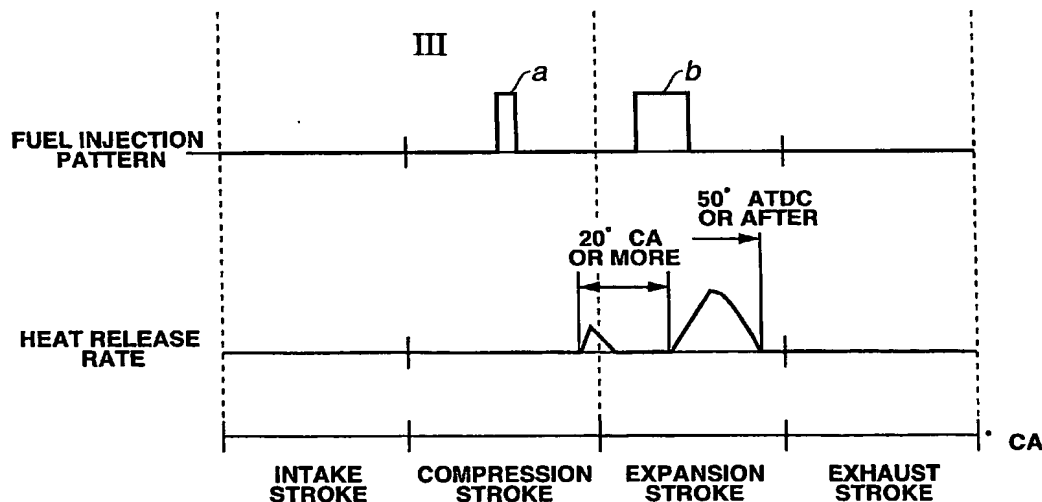 III
a
b
FUEL INJECTION
PATTERN
50° ATDC
OR AFTER
20° CA
OR MORE
HEAT RELEASE
RATE
° CA
INTAKE
STROKE
COMPRESSION
STROKE
EXPANSION
STROKE
EXHAUST
STROKE